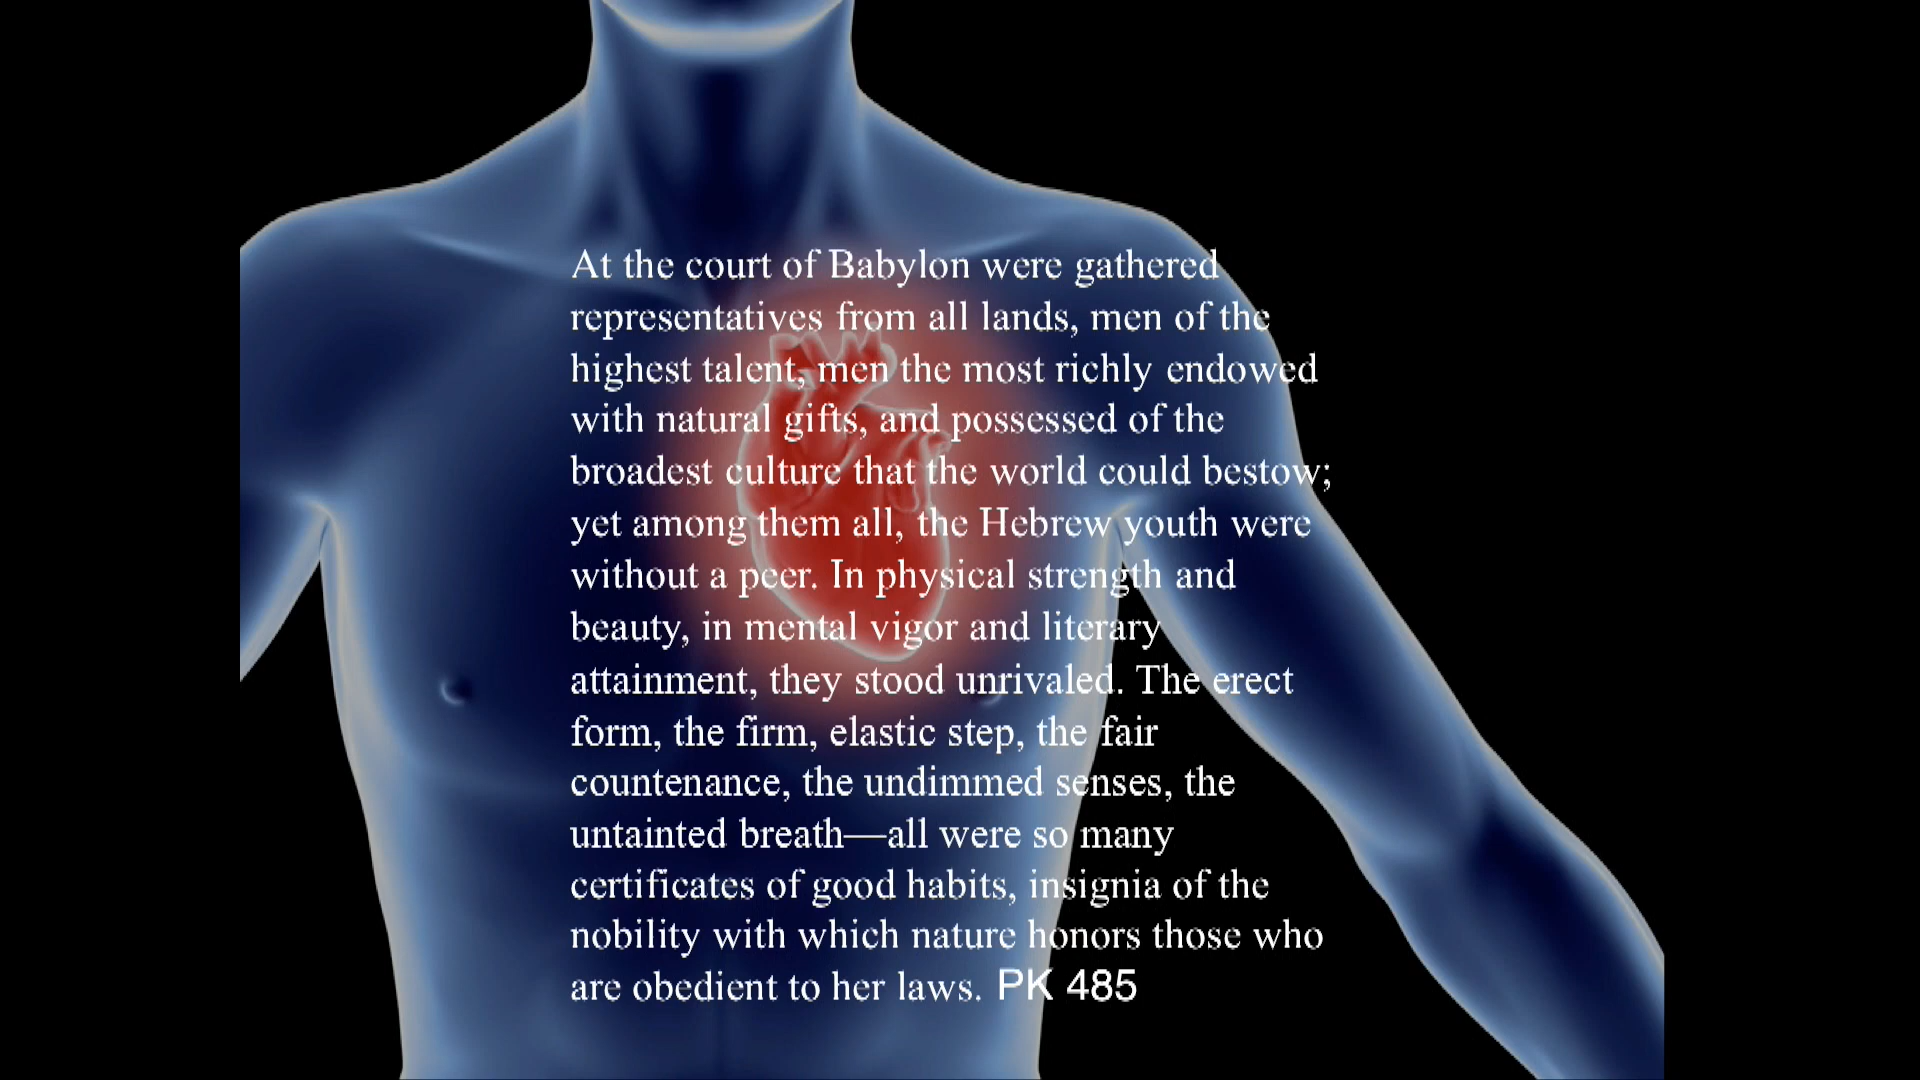 At the court of Babylon were gathered
representatives from all lands, men of the
highest talent, men the most richly endowed
with natural gifts, and possessed of the
broadest culture that the world could bestow;
yet among them all, the Hebrew youth were
without a peer. In physical strength and
beauty, in mental vigor and literary
attainment, they stood unrivaled. The erect
form, the firm, elastic step, the fair
countenance, the undimmed senses, the
untainted breath—all were so many
certificates of good habits, insignia of the
nobility with which nature honors those who
are obedient to her laws. PK 485